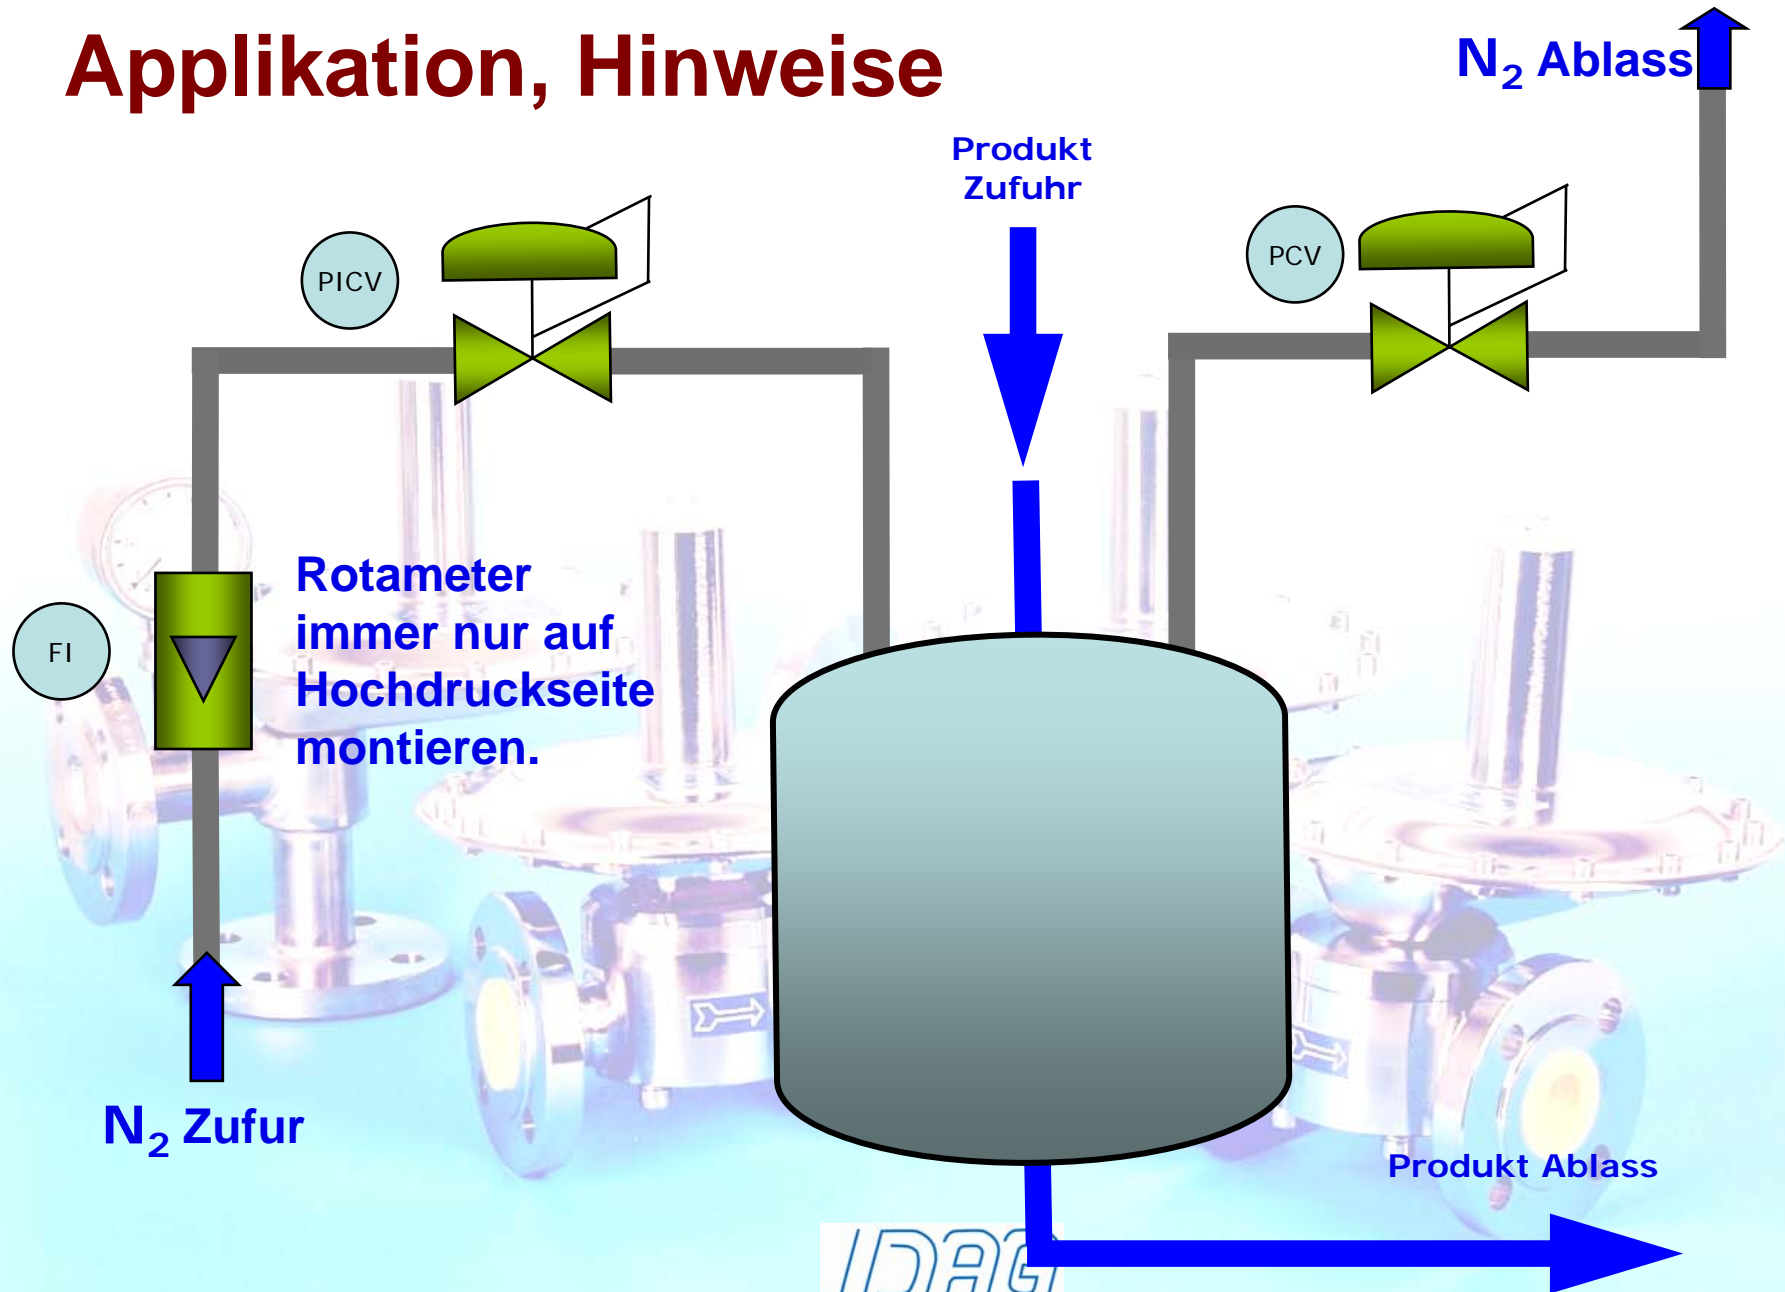 Applikation, Hinweise
N₂ Ablass
Produkt
Zufuhr
PICV
PCV
Rotameter
immer nur auf
Hochdruckseite
montieren.
FI
N₂ Zufur
Produkt Ablass
IDAG